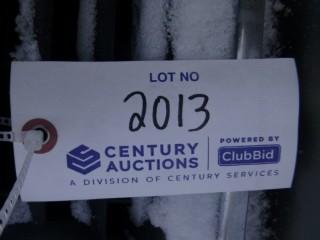 LOT NO
2013
CENTURY AUCTIONS
POWERED BY
ClubBid
A DIVISION OF CENTURY SERVICES